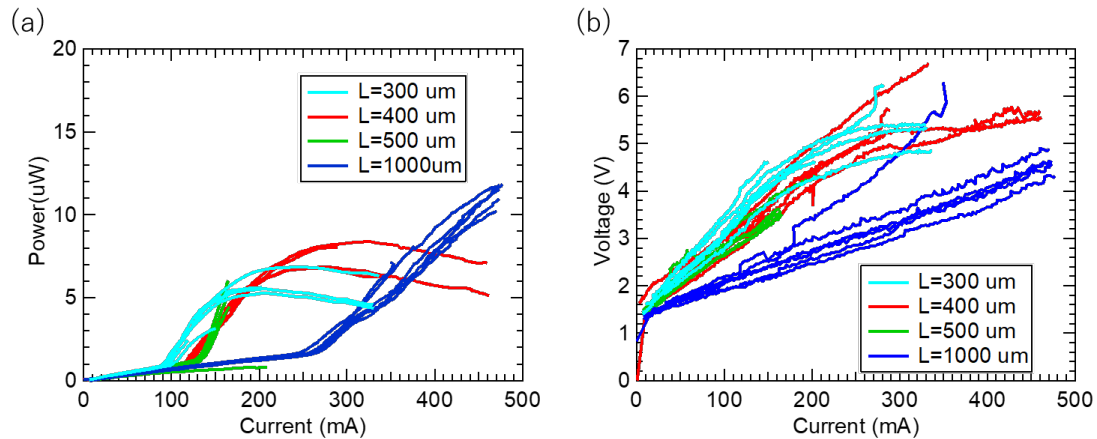 (a)
20
15
10
5
0
Power(uW)
L=300 um
L=400 um
L=500 um
L=1000um
0 100 200 300 400 500
Current (mA)
(b)
7
6
5
4
3
2
1
0
Voltage (V)
L=300 um
L=400 um
L=500 um
L=1000 um
0 100 200 300 400 500
Current (mA)